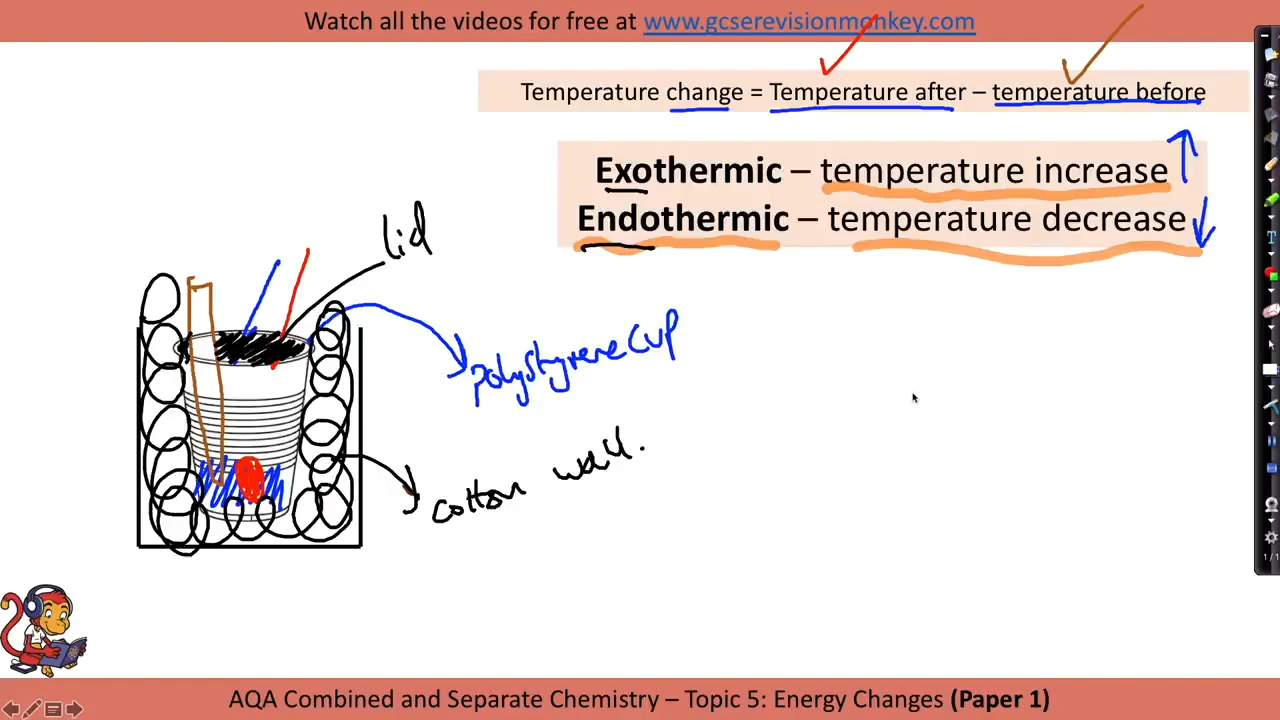 Watch all the videos for free at www.gcserevisionmonkey.com
Temperature change = Temperature after – temperature before
Exothermic – temperature increase
Endothermic – temperature decrease
lid
polystyrene cup
cotton wool.
1/1
AQA Combined and Separate Chemistry – Topic 5: Energy Changes (Paper 1)